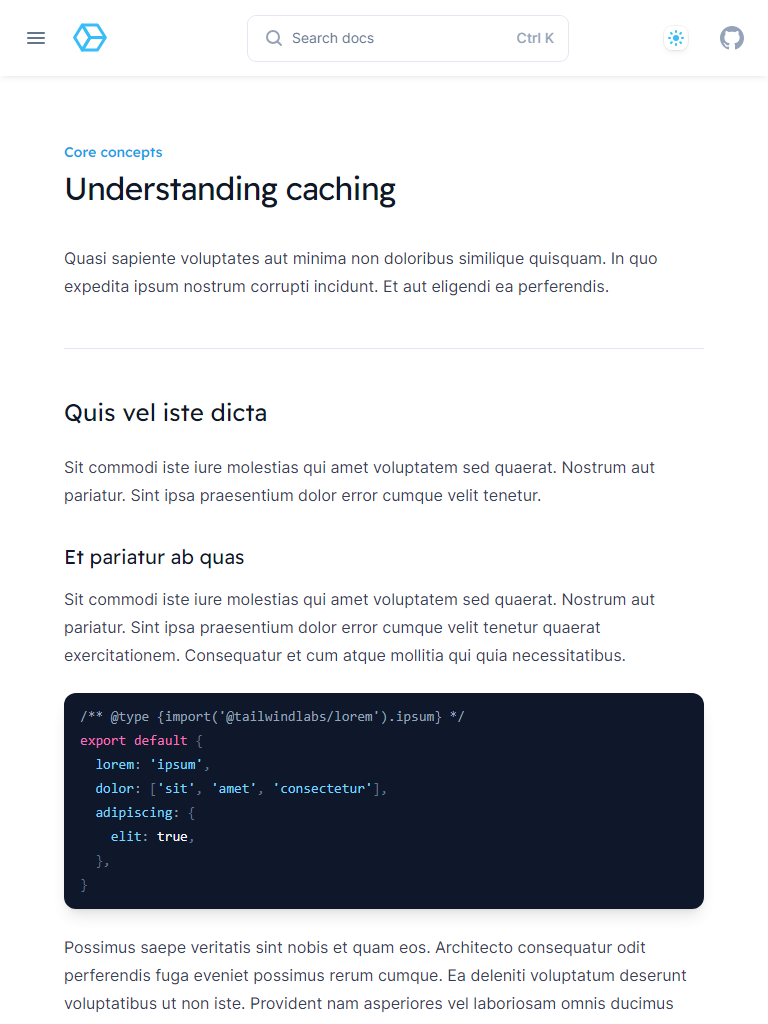 Search docs Ctrl K
Core concepts
Understanding caching
Quasi sapiente voluptates aut minima non doloribus similique quisquam. In quo
expedita ipsum nostrum corrupti incidunt. Et aut eligendi ea perferendis.
Quis vel iste dicta
Sit commodi iste iure molestias qui amet voluptatem sed quaerat. Nostrum aut
pariatur. Sint ipsa praesentium dolor error cumque velit tenetur.
Et pariatur ab quas
Sit commodi iste iure molestias qui amet voluptatem sed quaerat. Nostrum aut
pariatur. Sint ipsa praesentium dolor error cumque velit tenetur quaerat
exercitationem. Consequatur et cum atque mollitia qui quia necessitatibus.
/** @type {import('@tailwindlabs/lorem').ipsum} */
export default {
  lorem: 'ipsum',
  dolor: ['sit', 'amet', 'consectetur'],
  adipiscing: {
    elit: true,
  },
}
Possimus saepe veritatis sint nobis et quam eos. Architecto consequatur odit
perferendis fuga eveniet possimus rerum cumque. Ea deleniti voluptatum deserunt
voluptatibus ut non iste. Provident nam asperiores vel laboriosam omnis ducimus